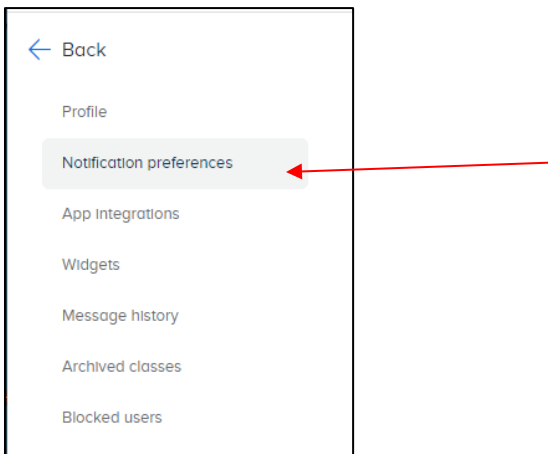 Back
Profile
Notification preferences
App integrations
Widgets
Message history
Archived classes
Blocked users